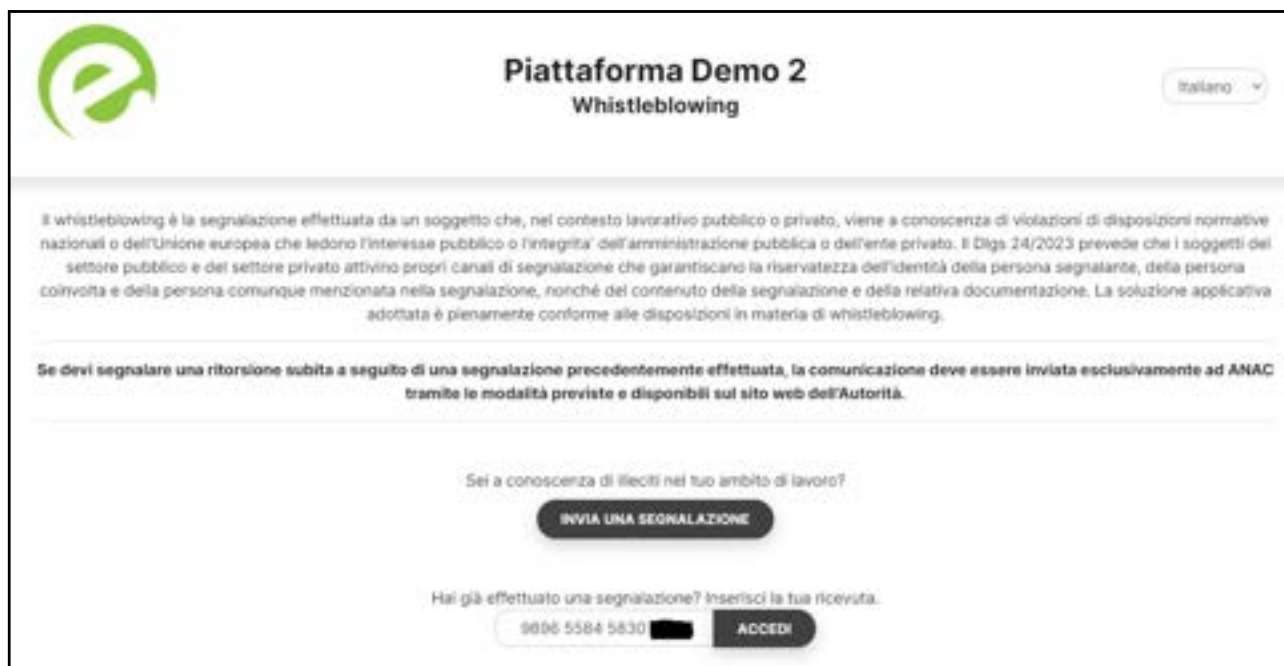 Piattaforma Demo 2
Whistleblowing
Italiano
Il whistleblowing è la segnalazione effettuata da un soggetto che, nel contesto lavorativo pubblico o privato, viene a conoscenza di violazioni di disposizioni normative
nazionali o dell'Unione europea che ledono l'interesse pubblico o l'integrita' dell'amministrazione pubblica o dell'ente privato. Il Dlgs 24/2023 prevede che i soggetti del
settore pubblico e del settore privato attivino propri canali di segnalazione che garantiscano la riservatezza dell'identità della persona segnalante, della persona
coinvolta e della persona comunque menzionata nella segnalazione, nonché del contenuto della segnalazione e della relativa documentazione. La soluzione applicativa
adottata è pienamente conforme alle disposizioni in materia di whistleblowing.
Se devi segnalare una ritorsione subita a seguito di una segnalazione precedentemente effettuata, la comunicazione deve essere inviata esclusivamente ad ANAC
tramite le modalità previste e disponibili sul sito web dell'Autorità.
Sei a conoscenza di illeciti nel tuo ambito di lavoro?
INVIA UNA SEGNALAZIONE
Hai già effettuato una segnalazione? Inserisci la tua ricevuta.
9896 5584 5830 ACCEDI